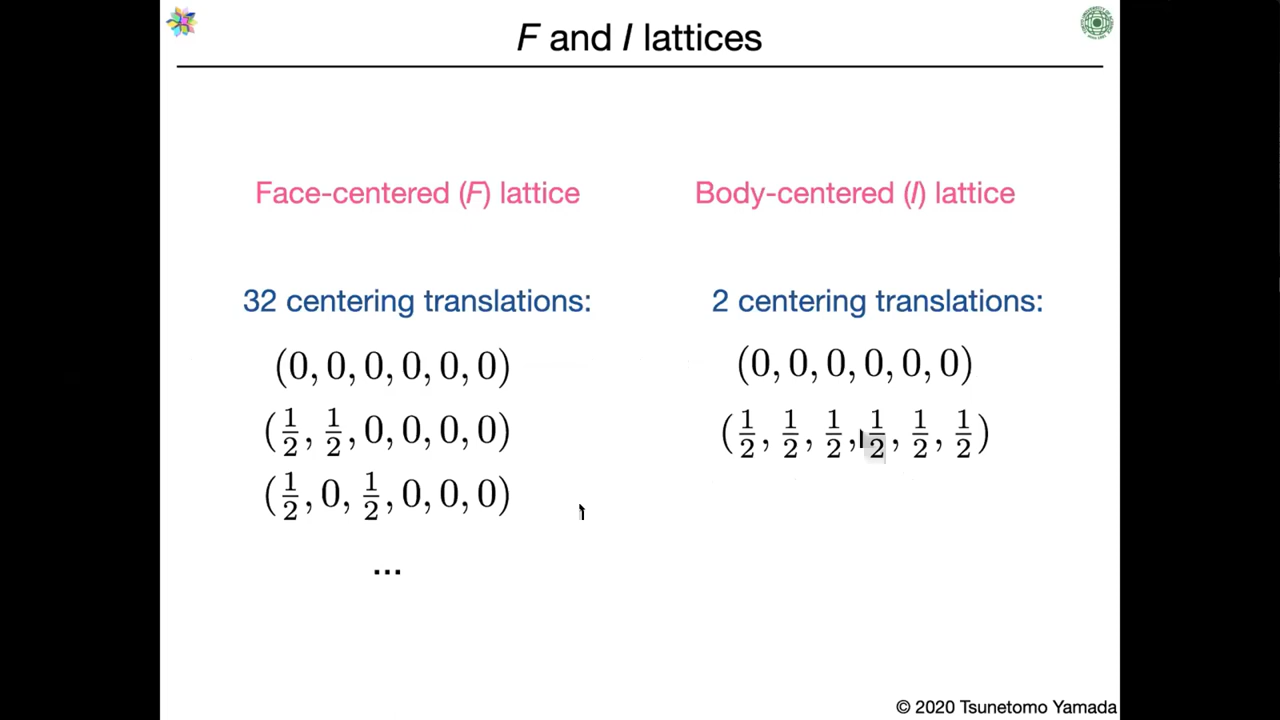 F and I lattices
Face-centered (F) lattice
32 centering translations:
(0, 0, 0, 0, 0, 0)
(1/2, 1/2, 0, 0, 0, 0)
(1/2, 0, 1/2, 0, 0, 0)
...
Body-centered (I) lattice
2 centering translations:
(0, 0, 0, 0, 0, 0)
(1/2, 1/2, 1/2, 1/2, 1/2, 1/2)
© 2020 Tsunetomo Yamada